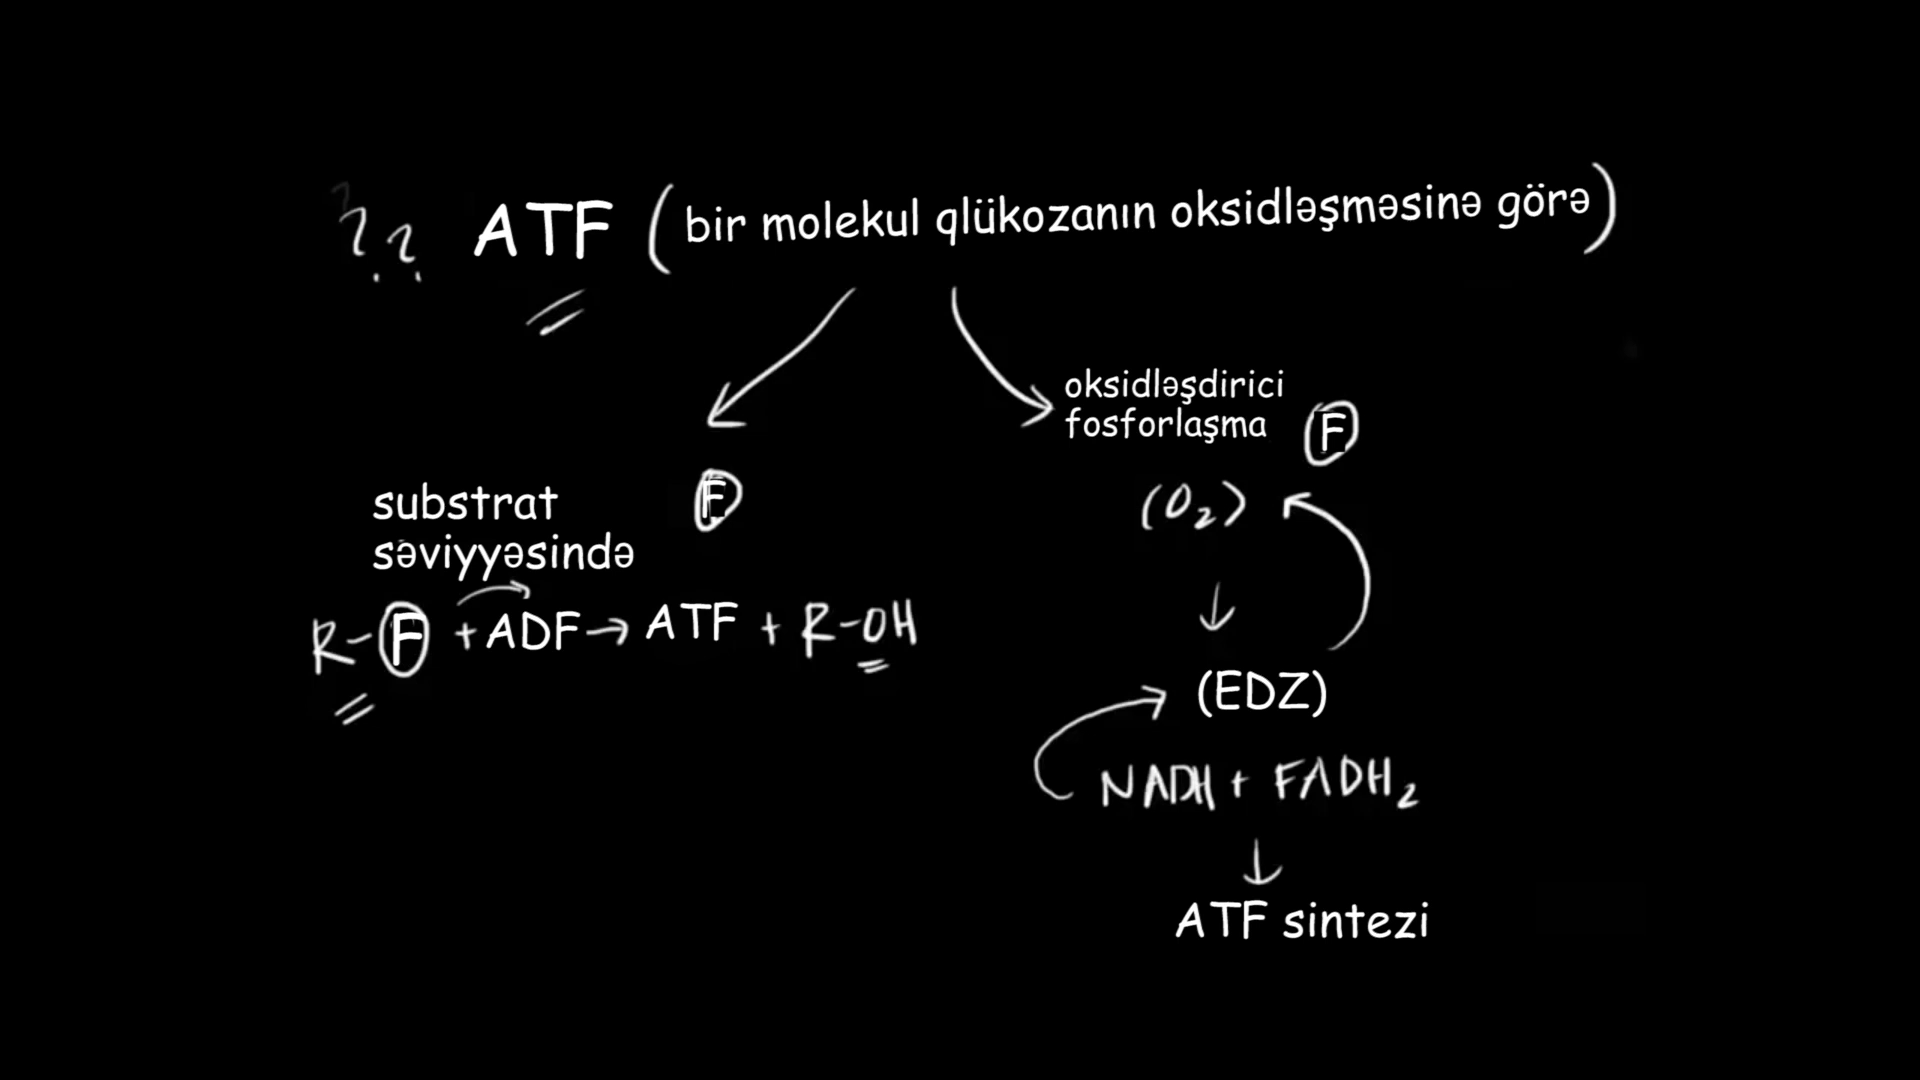 ?? ATF (bir molekul qlükozanın oksidləşməsinə görə)
oksidləşdirici
fosforlaşma F
substrat F
səviyyəsində
(O₂)
R-F + ADF → ATF + R-OH
(EDZ)
NADH + FADH₂
ATF sintezi